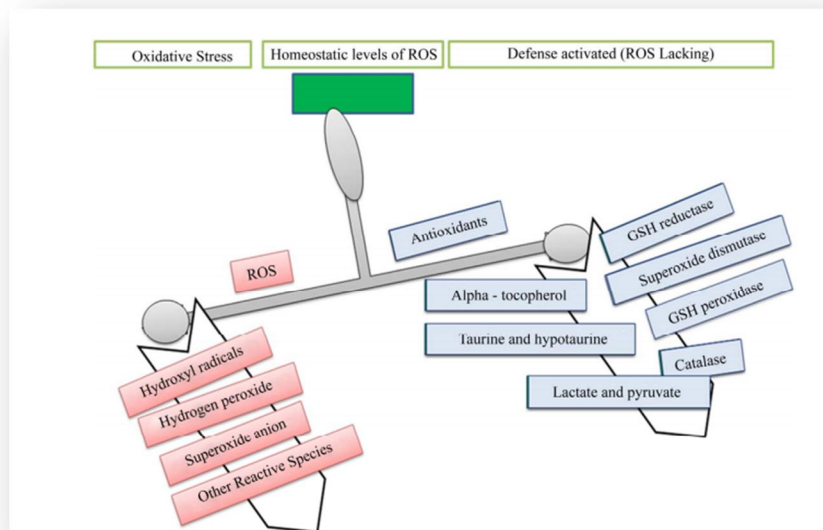 Oxidative Stress
Homeostatic levels of ROS
Defense activated (ROS Lacking)
ROS
Antioxidants
Hydroxyl radicals
Hydrogen peroxide
Superoxide anion
Other Reactive Species
Alpha - tocopherol
Taurine and hypotaurine
Lactate and pyruvate
GSH reductase
Superoxide dismutase
GSH peroxidase
Catalase